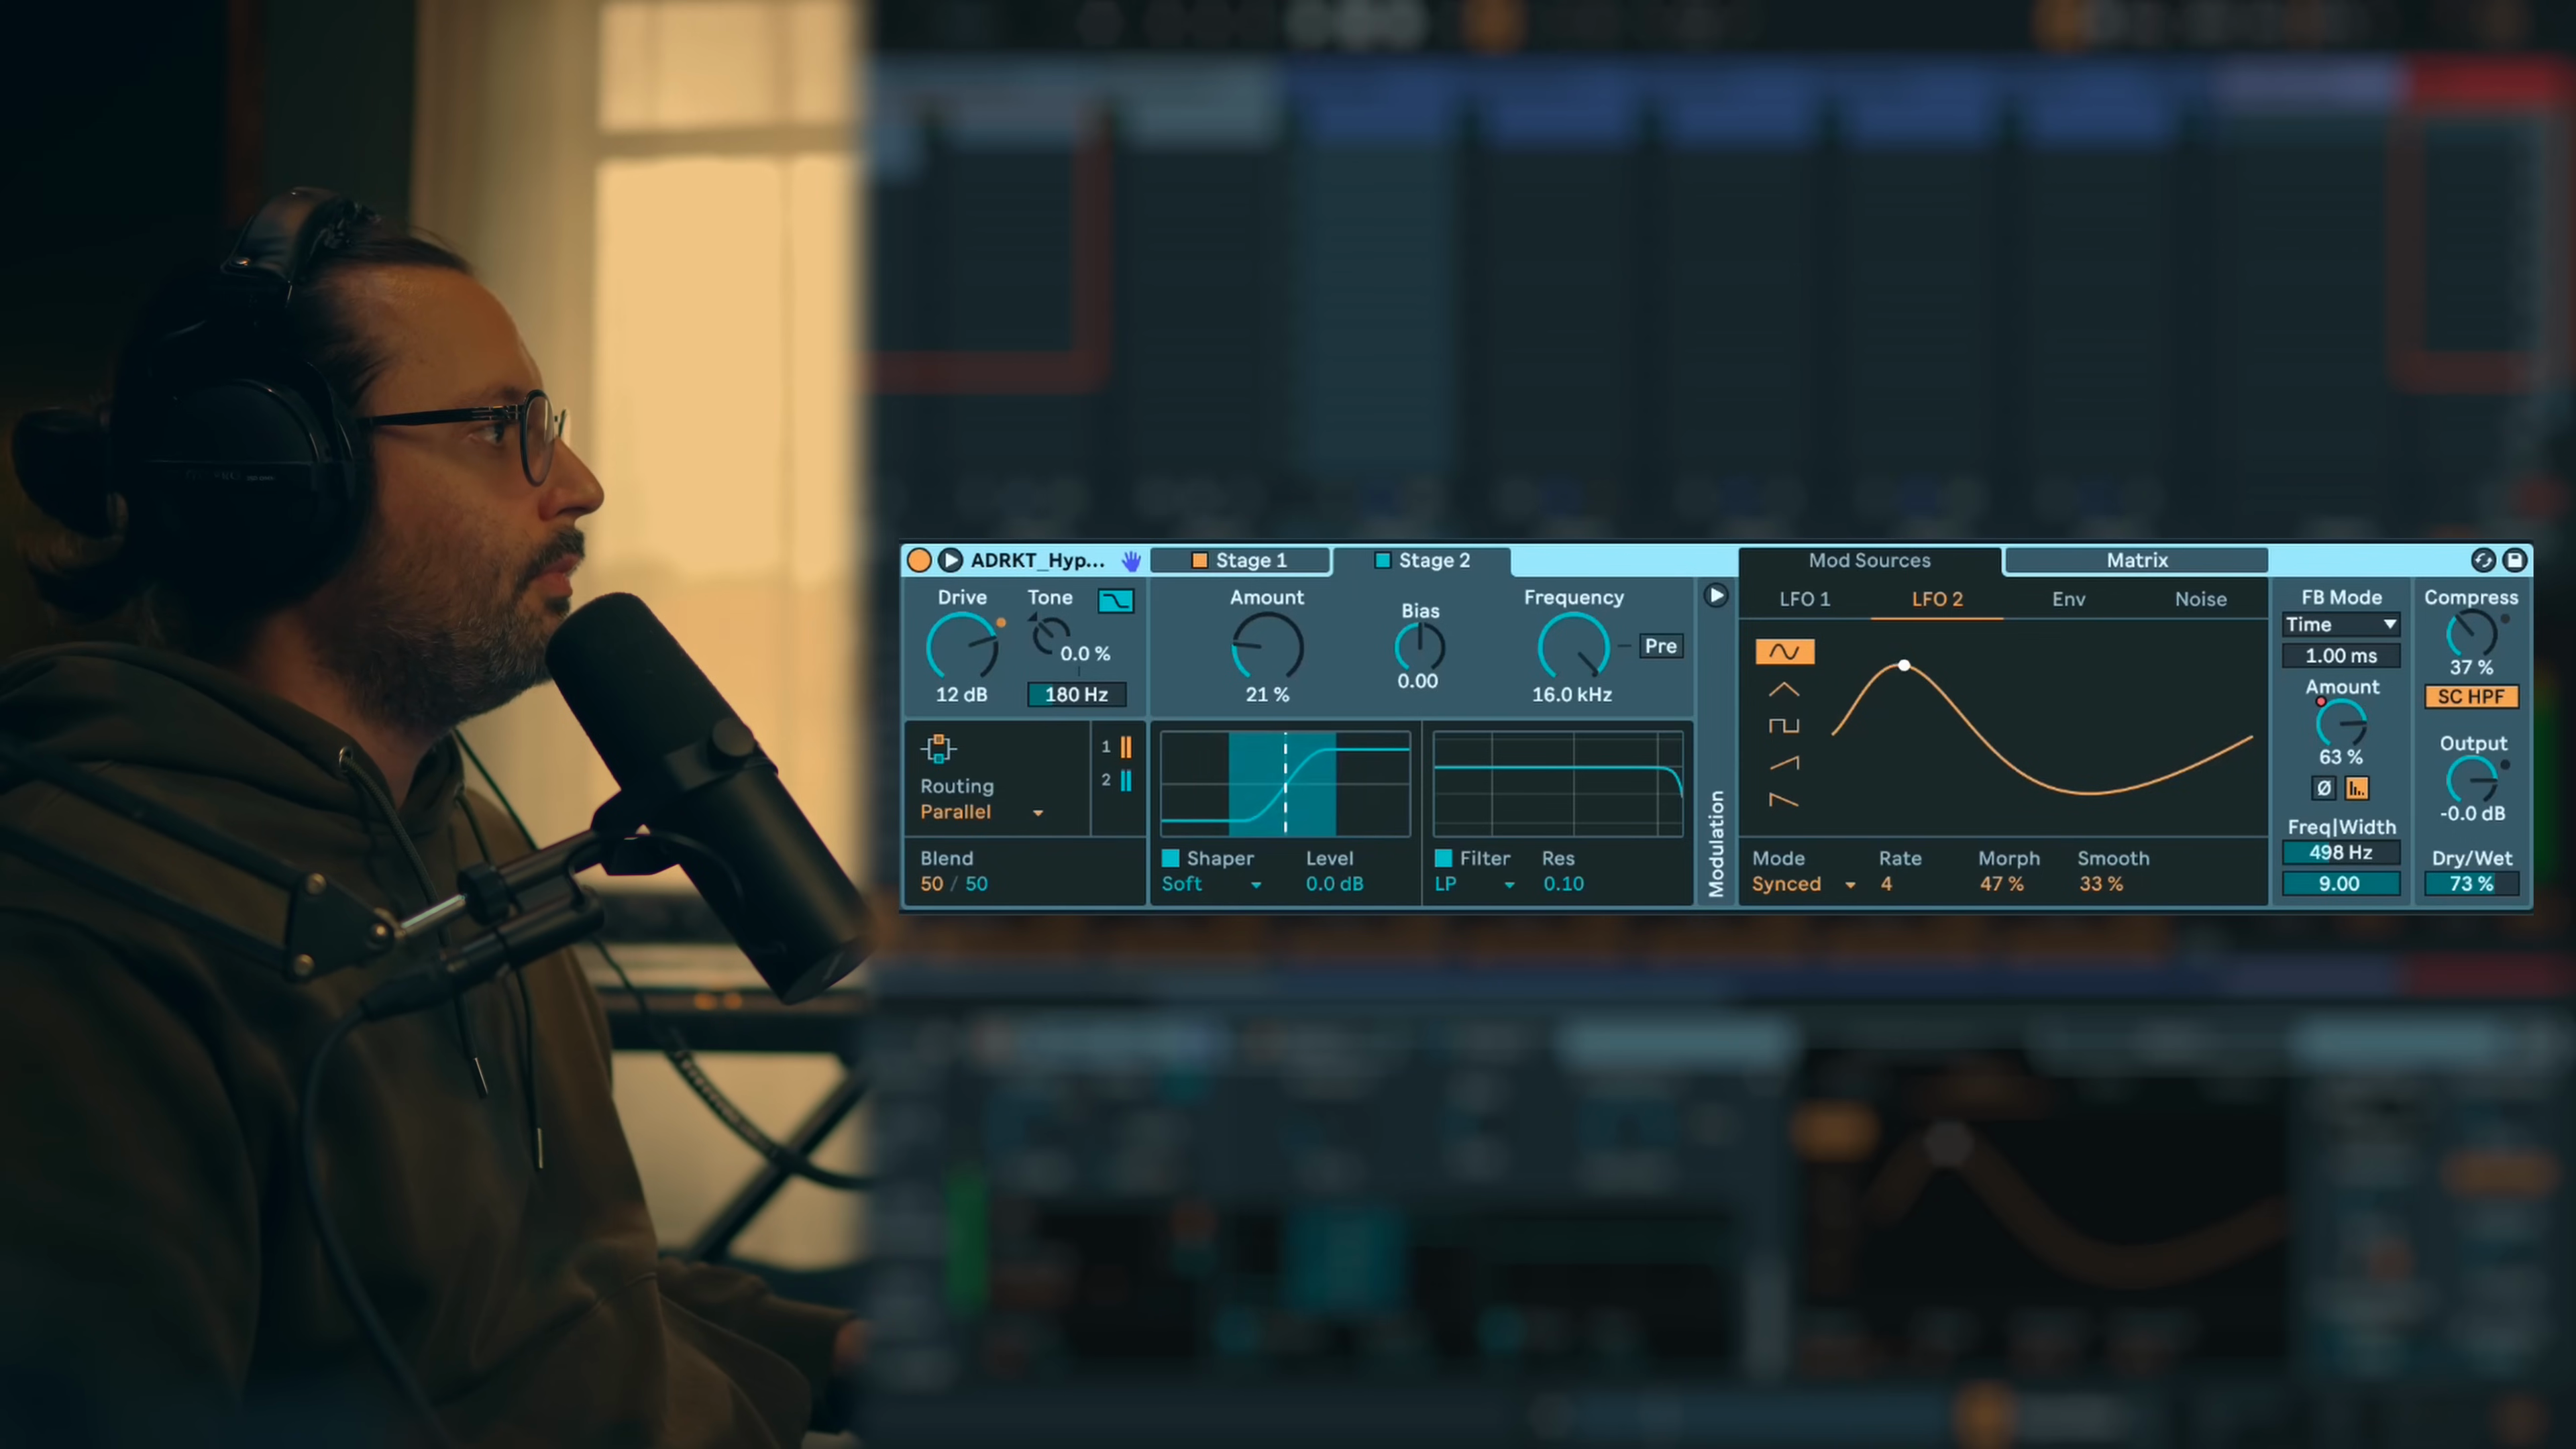 ADRKT_Hyp...
Stage 1
Stage 2
Mod Sources
Matrix
Drive
Tone
0.0 %
12 dB
180 Hz
Routing
Parallel
1
2
Blend
50 / 50
Amount
21 %
Bias
0.00
Frequency
16.0 kHz
Pre
Shaper
Level
Soft
0.0 dB
Filter
Res
LP
0.10
Modulation
LFO 1
LFO 2
Env
Noise
Mode
Rate
Morph
Smooth
Synced
4
47 %
33 %
FB Mode
Time
1.00 ms
Amount
63 %
Ø
Freq|Width
498 Hz
9.00
Compress
37 %
SC HPF
Output
-0.0 dB
Dry/Wet
73 %